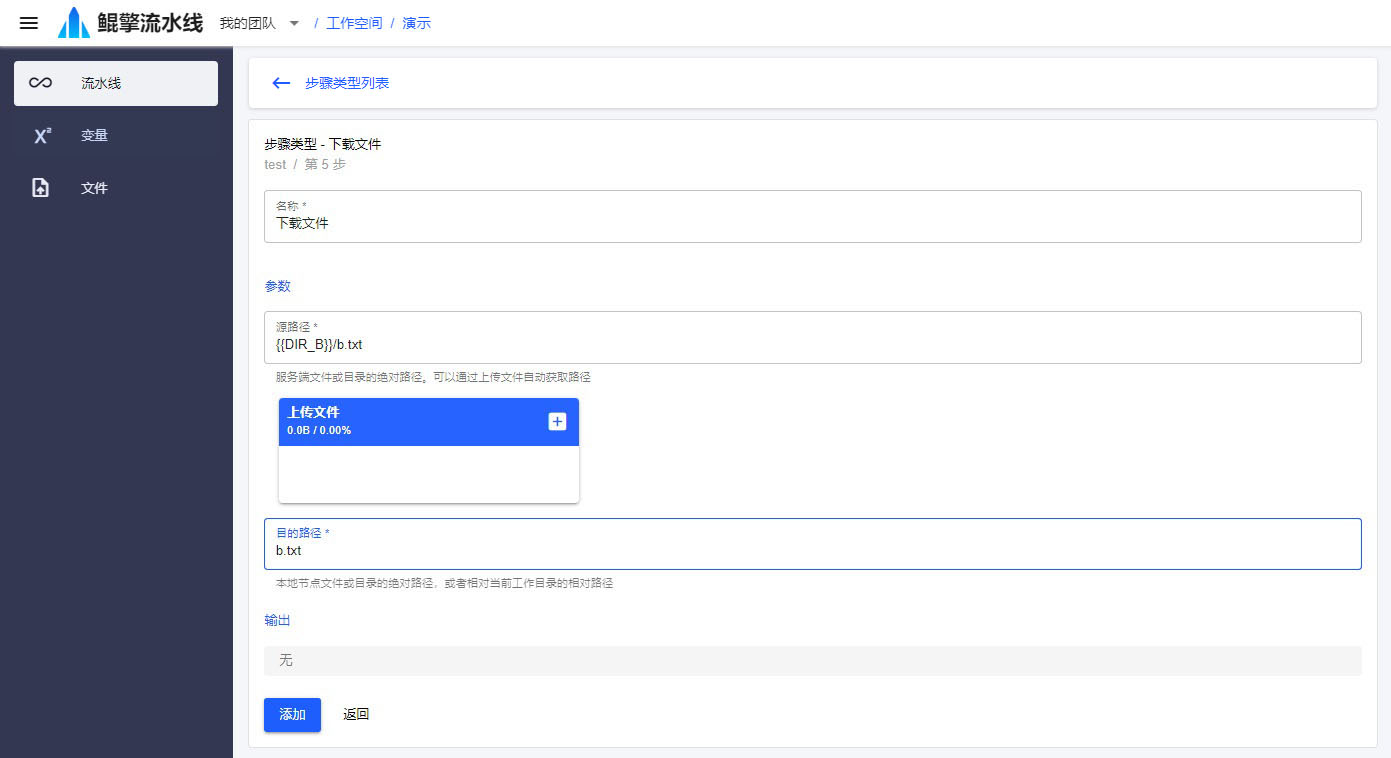 鲲擎流水线 我的团队 / 工作空间 / 演示
流水线
X² 变量
文件
步骤类型列表
步骤类型 - 下载文件
test / 第 5 步
名称 *
下载文件
参数
源路径 *
{{DIR_B}}/b.txt
服务端文件或目录的绝对路径。可以通过上传文件自动获取路径
上传文件
0.0B / 0.00%
目的路径 *
b.txt
本地节点文件或目录的绝对路径，或者相对当前工作目录的相对路径
输出
无
添加 返回